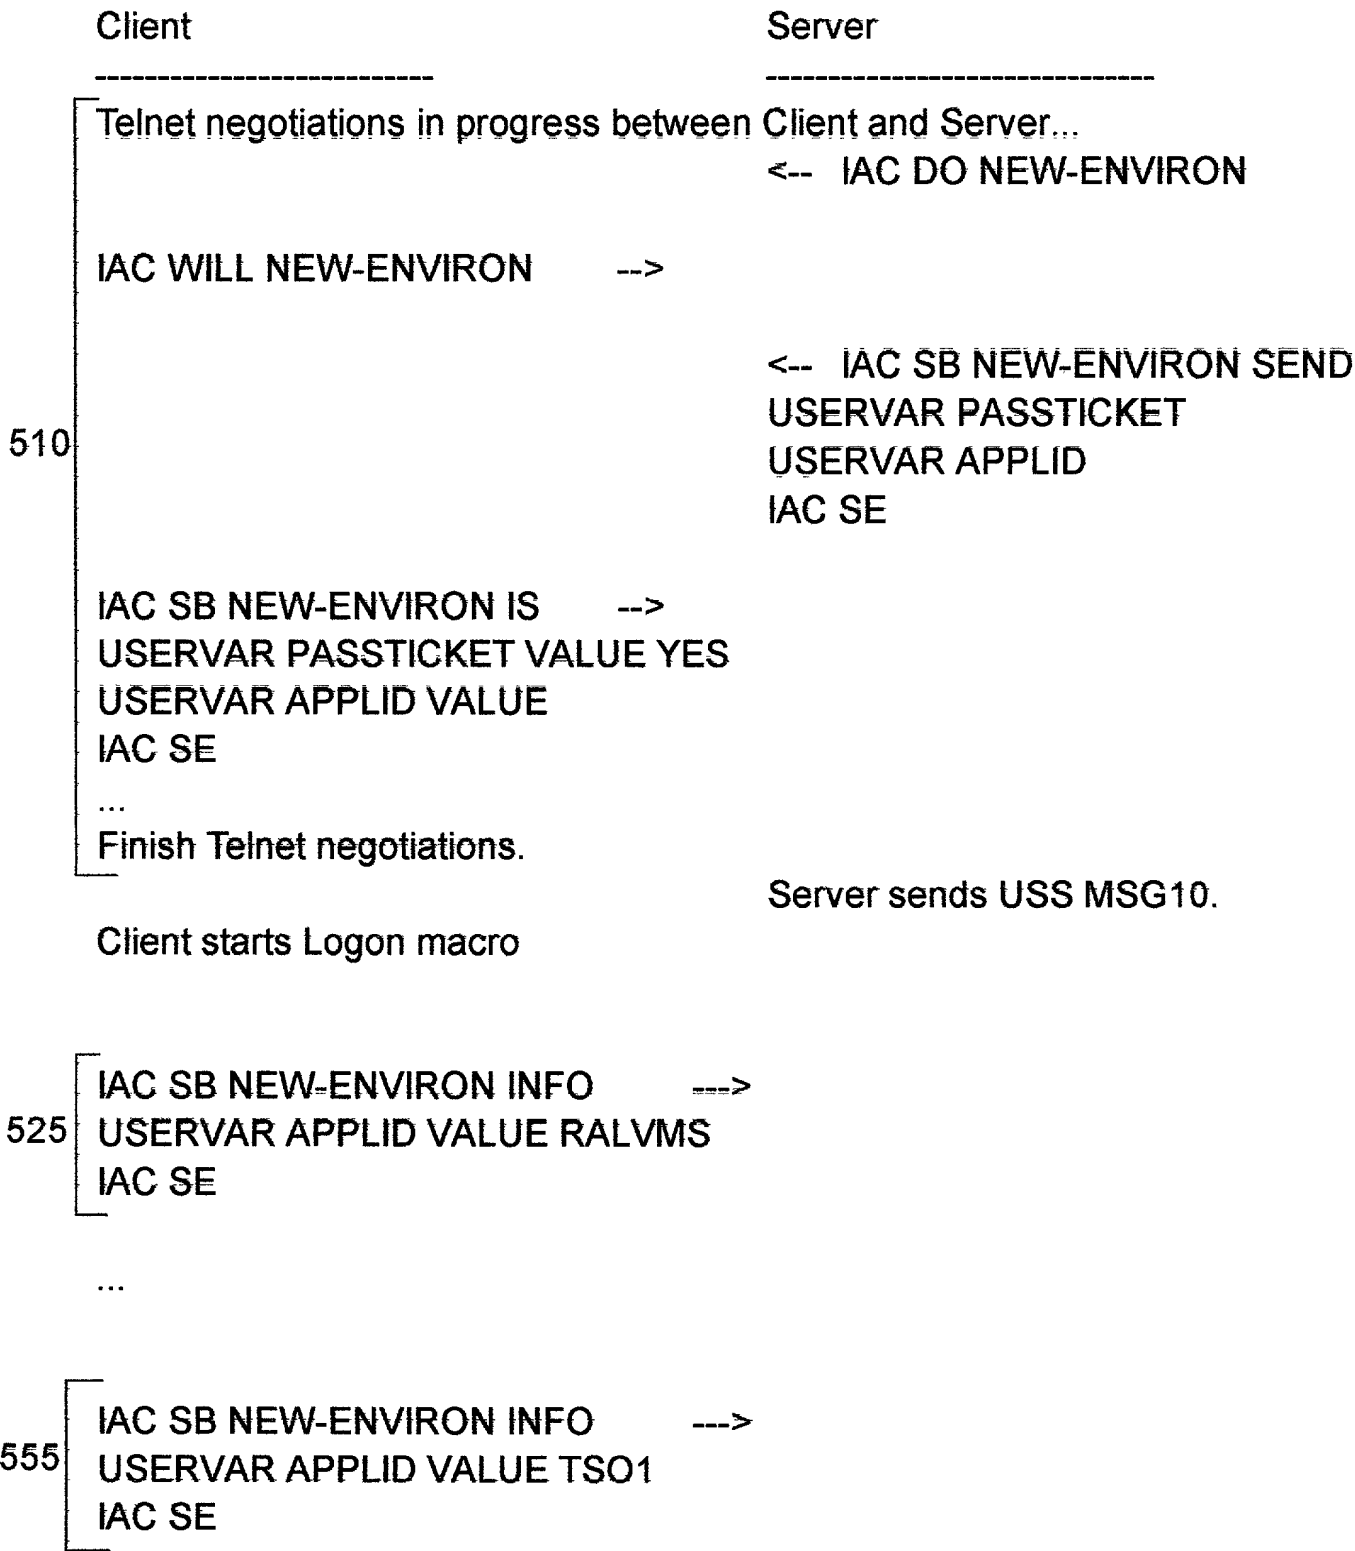 Client Server
--------------------------- -------------------------------
Telnet negotiations in progress between Client and Server...
<-- IAC DO NEW-ENVIRON
IAC WILL NEW-ENVIRON -->
<-- IAC SB NEW-ENVIRON SEND
USERVAR PASSTICKET
510
USERVAR APPLID
IAC SE
IAC SB NEW-ENVIRON IS -->
USERVAR PASSTICKET VALUE YES
USERVAR APPLID VALUE
IAC SE
...
Finish Telnet negotiations.
Server sends USS MSG10.
Client starts Logon macro
IAC SB NEW-ENVIRON INFO --->
525 USERVAR APPLID VALUE RALVMS
IAC SE
...
IAC SB NEW-ENVIRON INFO --->
555 USERVAR APPLID VALUE TSO1
IAC SE